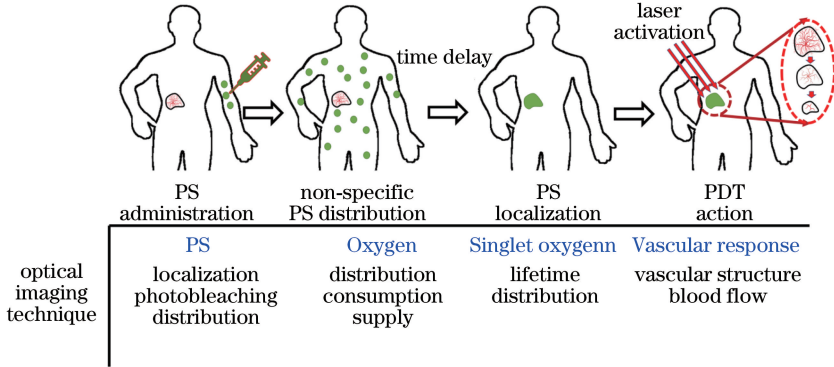 laser
activation
time delay
PS
administration
non-specific
PS distribution
PS
localization
PDT
action
optical
imaging
technique
PS
localization
photobleaching
distribution
Oxygen
distribution
consumption
supply
Singlet oxygenn
lifetime
distribution
Vascular response
vascular structure
blood flow